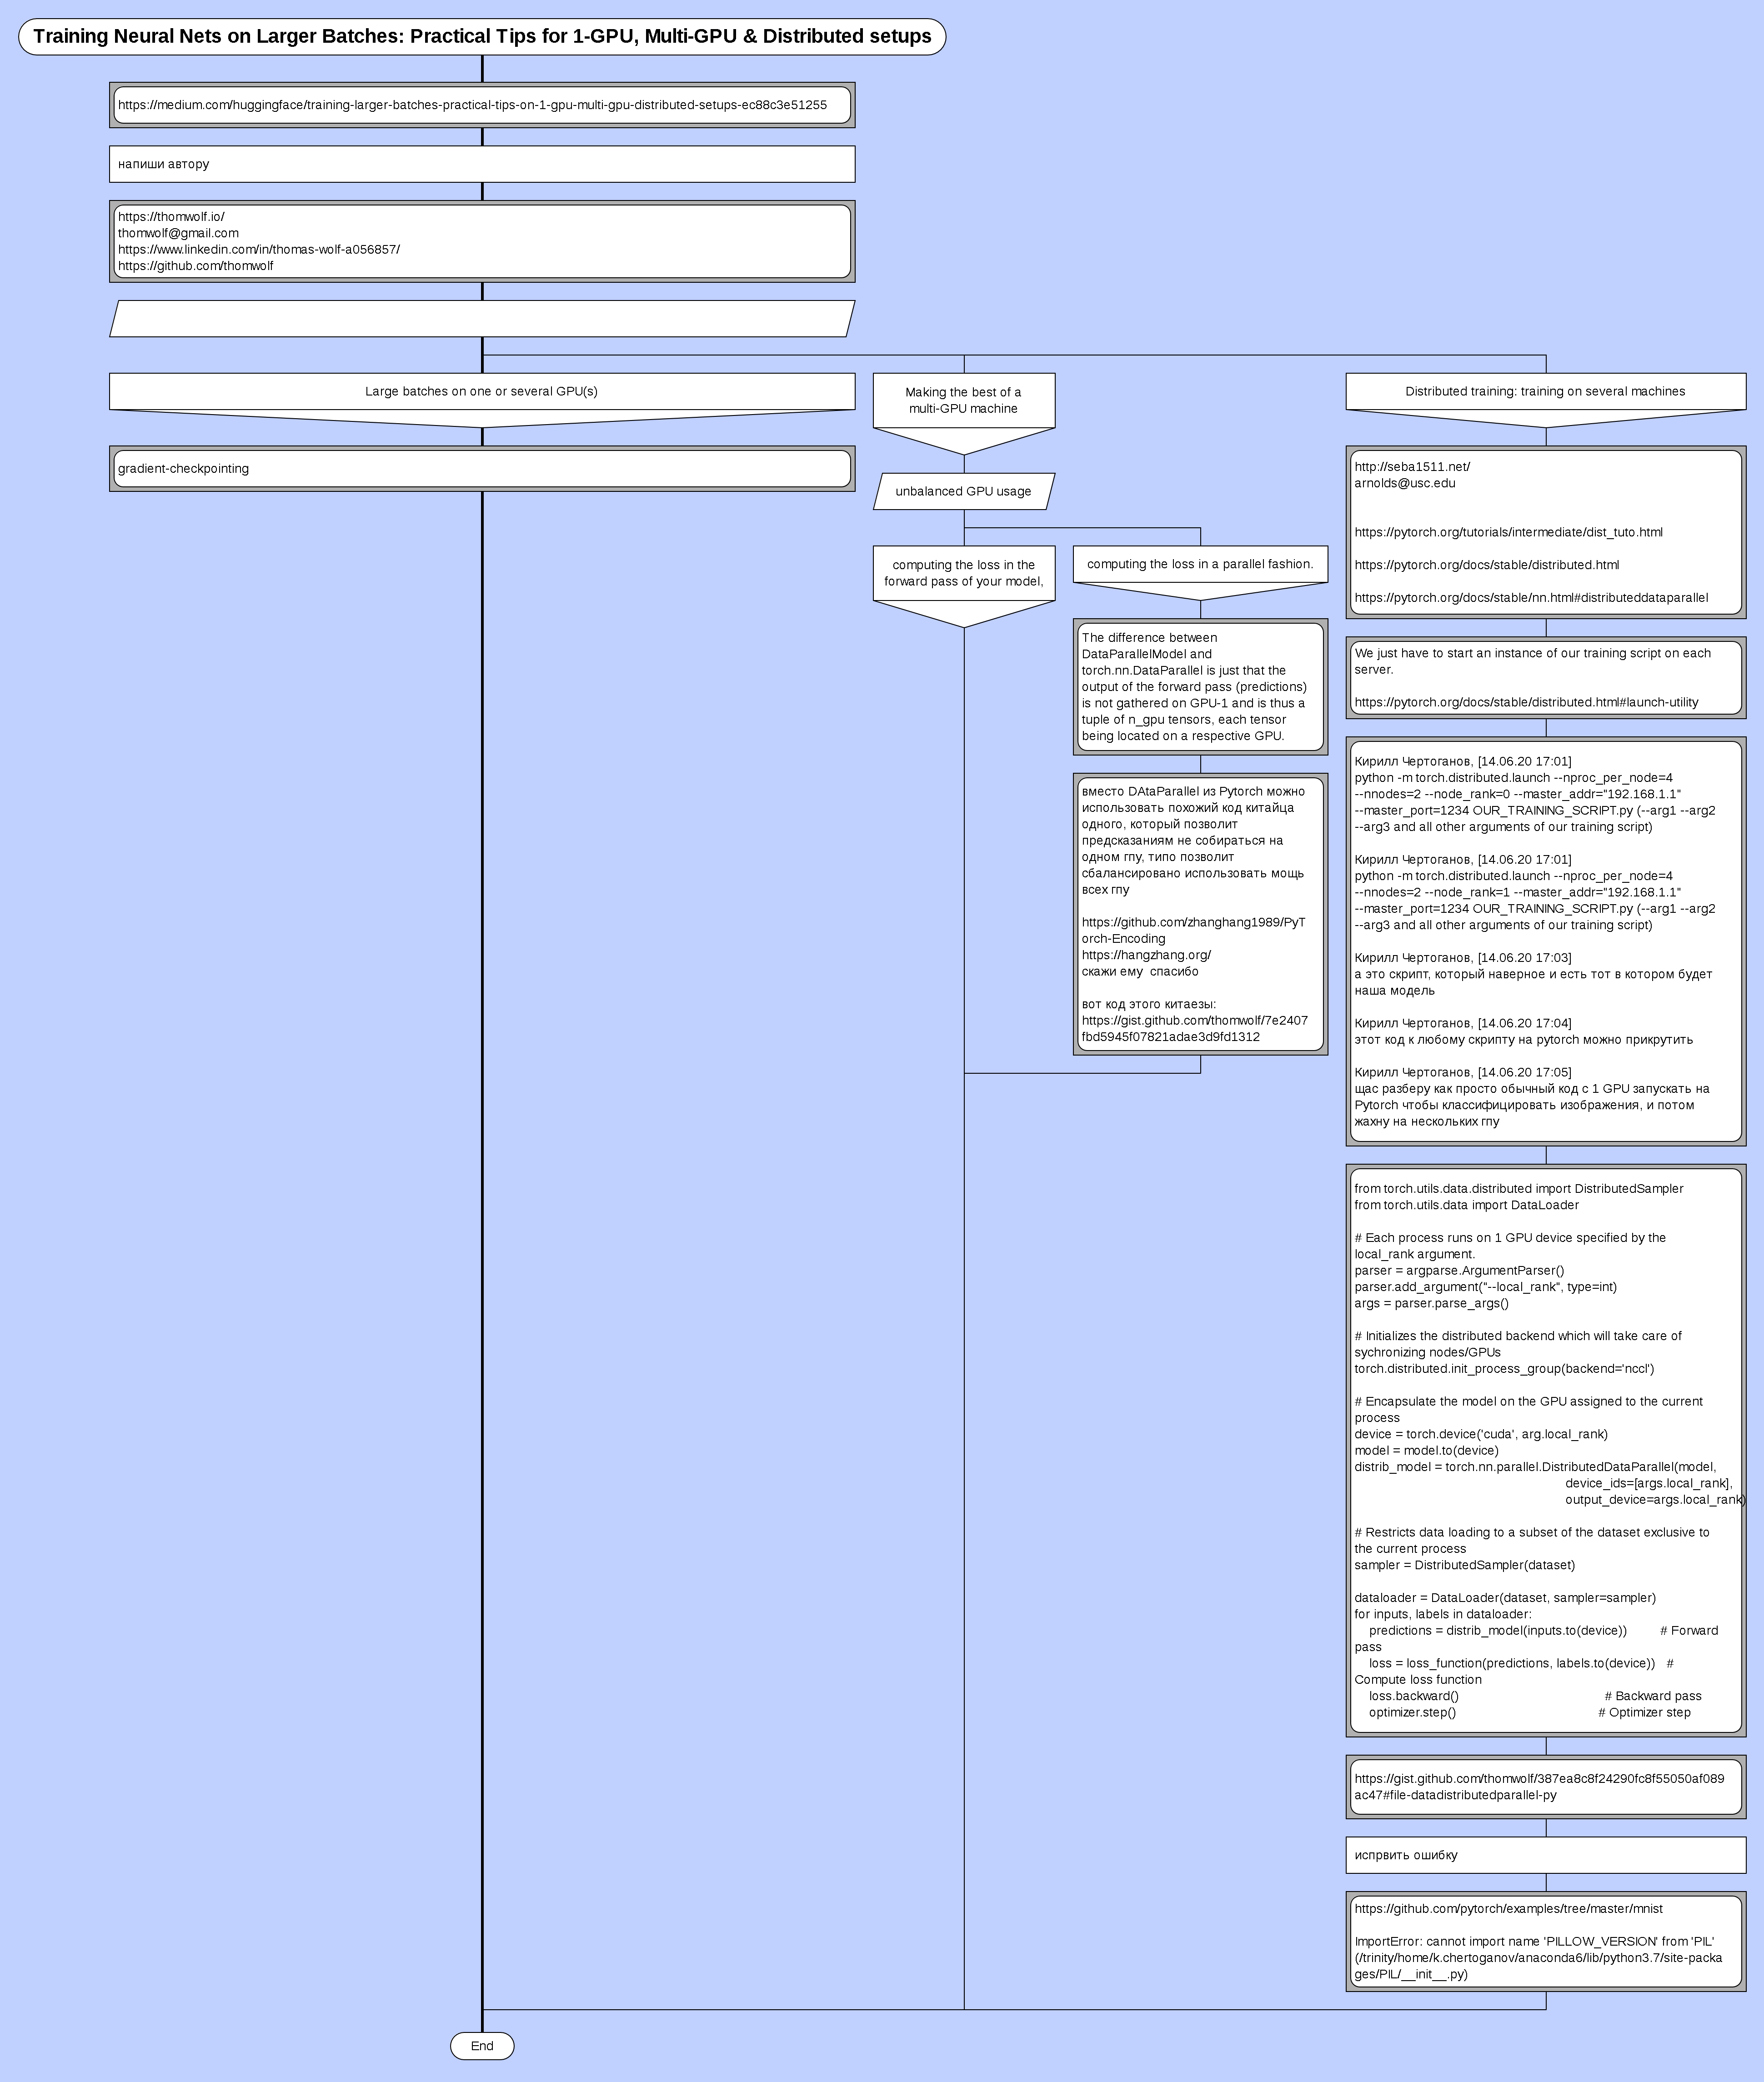 Training Neural Nets on Larger Batches: Practical Tips for 1-GPU, Multi-GPU & Distributed setups
https://medium.com/huggingface/training-larger-batches-practical-tips-on-1-gpu-multi-gpu-distributed-setups-ec88c3e51255
напиши автору
https://thomwolf.io/
thomwolf@gmail.com
https://www.linkedin.com/in/thomas-wolf-a056857/
https://github.com/thomwolf
Large batches on one or several GPU(s)
gradient-checkpointing
Making the best of a
multi-GPU machine
unbalanced GPU usage
computing the loss in the
forward pass of your model,
computing the loss in a parallel fashion.
The difference between
DataParallelModel and
torch.nn.DataParallel is just that the
output of the forward pass (predictions)
is not gathered on GPU-1 and is thus a
tuple of n_gpu tensors, each tensor
being located on a respective GPU.
вместо DAtaParallel из Pytorch можно
использовать похожий код китайца
одного, который позволит
предсказаниям не собираться на
одном гпу, типо позволит
сбалансировано использовать мощь
всех гпу
https://github.com/zhanghang1989/PyT
orch-Encoding
https://hangzhang.org/
скажи ему  спасибо
вот код этого китаезы:
https://gist.github.com/thomwolf/7e2407
fbd5945f07821adae3d9fd1312
Distributed training: training on several machines
http://seba1511.net/
arnolds@usc.edu
https://pytorch.org/tutorials/intermediate/dist_tuto.html
https://pytorch.org/docs/stable/distributed.html
https://pytorch.org/docs/stable/nn.html#distributeddataparallel
We just have to start an instance of our training script on each
server.
https://pytorch.org/docs/stable/distributed.html#launch-utility
Кирилл Чертоганов, [14.06.20 17:01]
python -m torch.distributed.launch --nproc_per_node=4
--nnodes=2 --node_rank=0 --master_addr="192.168.1.1"
--master_port=1234 OUR_TRAINING_SCRIPT.py (--arg1 --arg2
--arg3 and all other arguments of our training script)
Кирилл Чертоганов, [14.06.20 17:01]
python -m torch.distributed.launch --nproc_per_node=4
--nnodes=2 --node_rank=1 --master_addr="192.168.1.1"
--master_port=1234 OUR_TRAINING_SCRIPT.py (--arg1 --arg2
--arg3 and all other arguments of our training script)
Кирилл Чертоганов, [14.06.20 17:03]
а это скрипт, который наверное и есть тот в котором будет
наша модель
Кирилл Чертоганов, [14.06.20 17:04]
этот код к любому скрипту на pytorch можно прикрутить
Кирилл Чертоганов, [14.06.20 17:05]
щас разберу как просто обычный код с 1 GPU запускать на
Pytorch чтобы классифицировать изображения, и потом
жахну на нескольких гпу
from torch.utils.data.distributed import DistributedSampler
from torch.utils.data import DataLoader
# Each process runs on 1 GPU device specified by the
local_rank argument.
parser = argparse.ArgumentParser()
parser.add_argument("--local_rank", type=int)
args = parser.parse_args()
# Initializes the distributed backend which will take care of
sychronizing nodes/GPUs
torch.distributed.init_process_group(backend='nccl')
# Encapsulate the model on the GPU assigned to the current
process
device = torch.device('cuda', arg.local_rank)
model = model.to(device)
distrib_model = torch.nn.parallel.DistributedDataParallel(model,
device_ids=[args.local_rank],
output_device=args.local_rank)
# Restricts data loading to a subset of the dataset exclusive to
the current process
sampler = DistributedSampler(dataset)
dataloader = DataLoader(dataset, sampler=sampler)
for inputs, labels in dataloader:
predictions = distrib_model(inputs.to(device))          # Forward
pass
loss = loss_function(predictions, labels.to(device))   #
Compute loss function
loss.backward()                                        # Backward pass
optimizer.step()                                       # Optimizer step
https://gist.github.com/thomwolf/387ea8c8f24290fc8f55050af089
ac47#file-datadistributedparallel-py
испрвить ошибку
https://github.com/pytorch/examples/tree/master/mnist
ImportError: cannot import name 'PILLOW_VERSION' from 'PIL'
(/trinity/home/k.chertoganov/anaconda6/lib/python3.7/site-packa
ges/PIL/__init__.py)
End